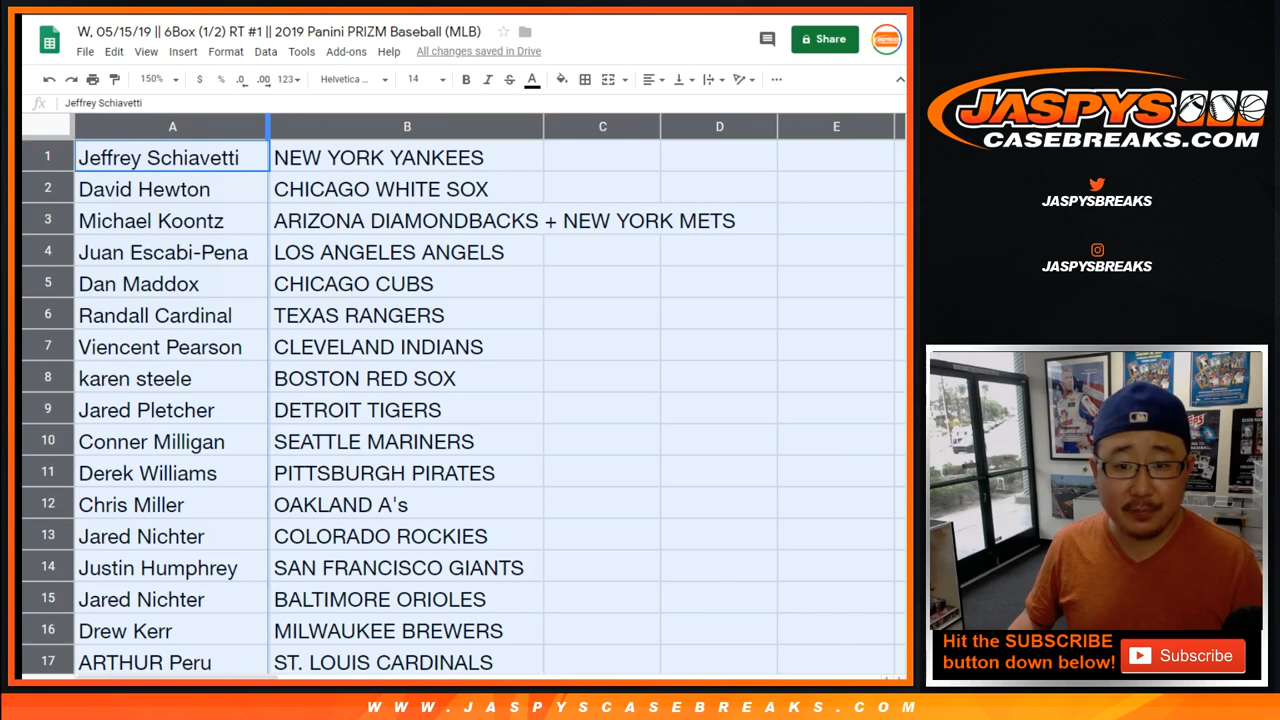 W, 05/15/19 || 6Box (1/2) RT #1 || 2019 Panini PRIZM Baseball (MLB)
File Edit View Insert Format Data Tools Add-ons Help All changes saved in Drive
Share
150% $ % .0 .00 123 Helvetica ... 14 B I S A
fx Jeffrey Schiavetti
A B C D E
1 Jeffrey Schiavetti NEW YORK YANKEES
2 David Hewton CHICAGO WHITE SOX
3 Michael Koontz ARIZONA DIAMONDBACKS + NEW YORK METS
4 Juan Escabi-Pena LOS ANGELES ANGELS
5 Dan Maddox CHICAGO CUBS
6 Randall Cardinal TEXAS RANGERS
7 Viencent Pearson CLEVELAND INDIANS
8 karen steele BOSTON RED SOX
9 Jared Pletcher DETROIT TIGERS
10 Conner Milligan SEATTLE MARINERS
11 Derek Williams PITTSBURGH PIRATES
12 Chris Miller OAKLAND A's
13 Jared Nichter COLORADO ROCKIES
14 Justin Humphrey SAN FRANCISCO GIANTS
15 Jared Nichter BALTIMORE ORIOLES
16 Drew Kerr MILWAUKEE BREWERS
17 ARTHUR Peru ST. LOUIS CARDINALS
JASPYS
CASEBREAKS.COM
JASPYSBREAKS
JASPYSBREAKS
Hit the SUBSCRIBE
button down below!
Subscribe
WWW.JASPYSCASEBREAKS.COM